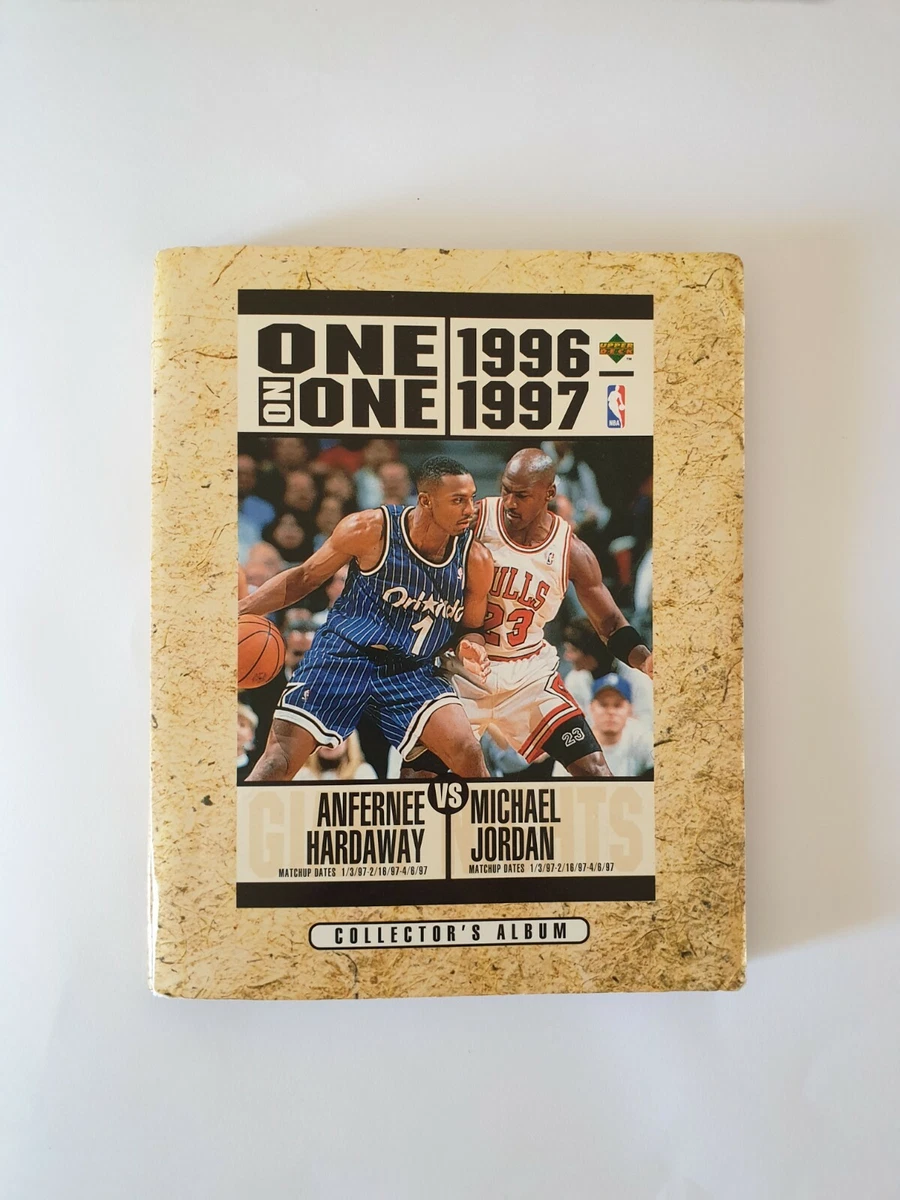 ONE
ON ONE
1996
1997
UPPER DECK
NBA
Orlando
1
BULLS
23
23
VS
ANFERNEE
HARDAWAY
MATCHUP DATES 1/3/97-2/16/97-4/6/97
MICHAEL
JORDAN
MATCHUP DATES 1/3/97-2/16/97-4/6/97
COLLECTOR'S ALBUM